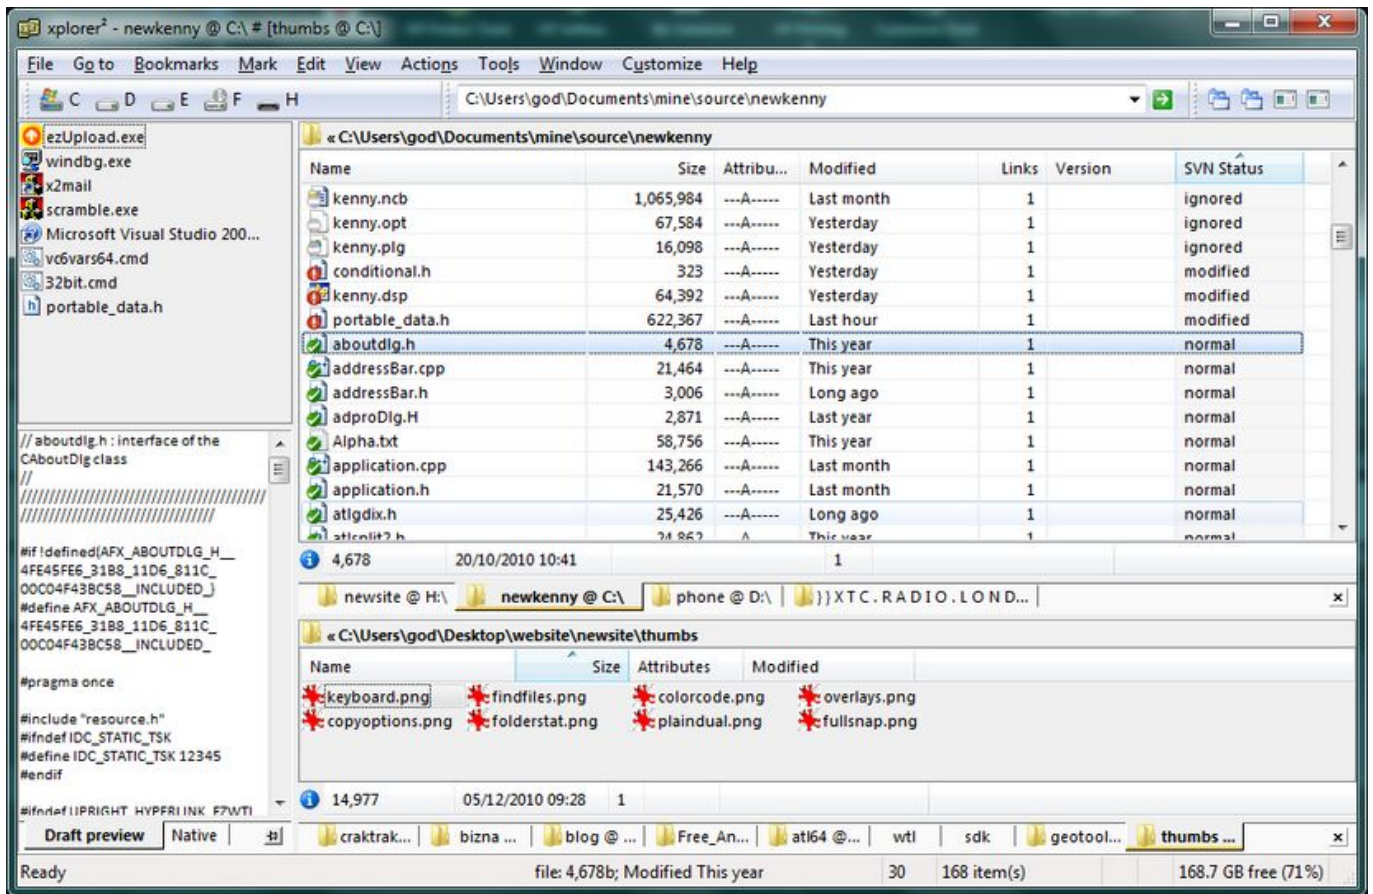 xplorer² - newkenny @ C:\ # [thumbs @ C:\]
File Go to Bookmarks Mark Edit View Actions Tools Window Customize Help
C D E F H C:\Users\god\Documents\mine\source\newkenny
ezUpload.exe
windbg.exe
x2mail
scramble.exe
Microsoft Visual Studio 200...
vc6vars64.cmd
32bit.cmd
portable_data.h
« C:\Users\god\Documents\mine\source\newkenny
Name Size Attribu... Modified Links Version SVN Status
kenny.ncb 1,065,984 ---A----- Last month 1 ignored
kenny.opt 67,584 ---A----- Yesterday 1 ignored
kenny.plg 16,098 ---A----- Yesterday 1 ignored
conditional.h 323 ---A----- Yesterday 1 modified
kenny.dsp 64,392 ---A----- Yesterday 1 modified
portable_data.h 622,367 ---A----- Last hour 1 modified
aboutdlg.h 4,678 ---A----- This year 1 normal
addressBar.cpp 21,464 ---A----- This year 1 normal
addressBar.h 3,006 ---A----- Long ago 1 normal
adproDlg.H 2,871 ---A----- Last year 1 normal
Alpha.txt 58,756 ---A----- This year 1 normal
application.cpp 143,266 ---A----- Last month 1 normal
application.h 21,570 ---A----- Last month 1 normal
atlgdix.h 25,426 ---A----- Long ago 1 normal
atlsplit2.h 24,862 This year 1 normal
4,678 20/10/2010 10:41 1
newsite @ H:\ newkenny @ C:\ phone @ D:\ }}XTC.RADIO.LOND...
// aboutdlg.h : interface of the
CAboutDlg class
//
////////////////////////////////////////////
///////////////////////////////////
#if !defined(AFX_ABOUTDLG_H__
4FE45FE6_31B8_11D6_811C_
00C04F43BC58__INCLUDED_)
#define AFX_ABOUTDLG_H__
4FE45FE6_31B8_11D6_811C_
00C04F43BC58__INCLUDED_
#pragma once
#include "resource.h"
#ifndef IDC_STATIC_TSK
#define IDC_STATIC_TSK 12345
#endif
#ifndef UPRIGHT_HYPERLINK_EZWTL
Draft preview Native
« C:\Users\god\Desktop\website\newsite\thumbs
Name Size Attributes Modified
keyboard.png findfiles.png colorcode.png overlays.png
copyoptions.png folderstat.png plaindual.png fullsnap.png
14,977 05/12/2010 09:28 1
craktrak... bizna ... blog @ ... Free_An... atl64 @... wtl sdk geotool... thumbs ...
Ready file: 4,678b; Modified This year 30 168 item(s) 168.7 GB free (71%)